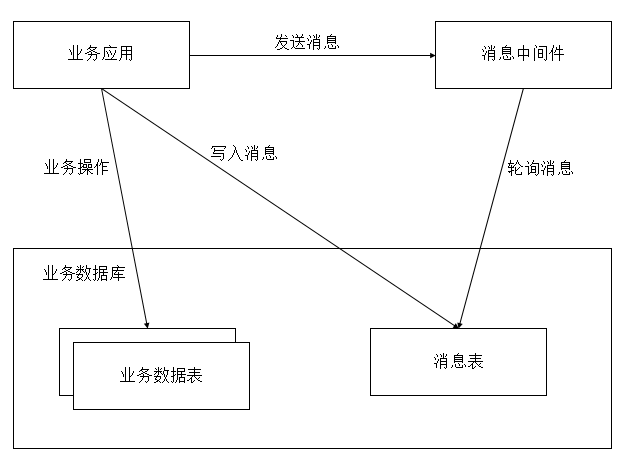 业务应用
发送消息
消息中间件
业务操作
写入消息
轮询消息
业务数据库
业务数据表
消息表